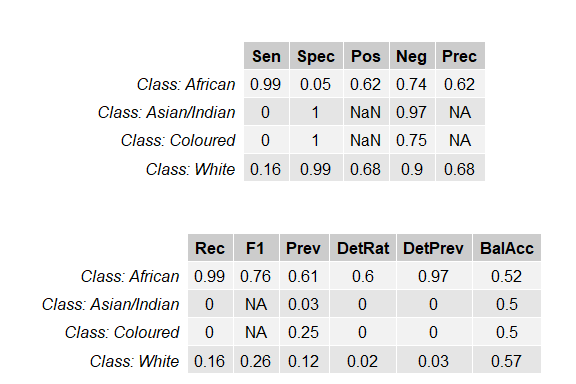 Sen Spec Pos Neg Prec
Class: African 0.99 0.05 0.62 0.74 0.62
Class: Asian/Indian 0 1 NaN 0.97 NA
Class: Coloured 0 1 NaN 0.75 NA
Class: White 0.16 0.99 0.68 0.9 0.68
Rec F1 Prev DetRat DetPrev BalAcc
Class: African 0.99 0.76 0.61 0.6 0.97 0.52
Class: Asian/Indian 0 NA 0.03 0 0 0.5
Class: Coloured 0 NA 0.25 0 0 0.5
Class: White 0.16 0.26 0.12 0.02 0.03 0.57